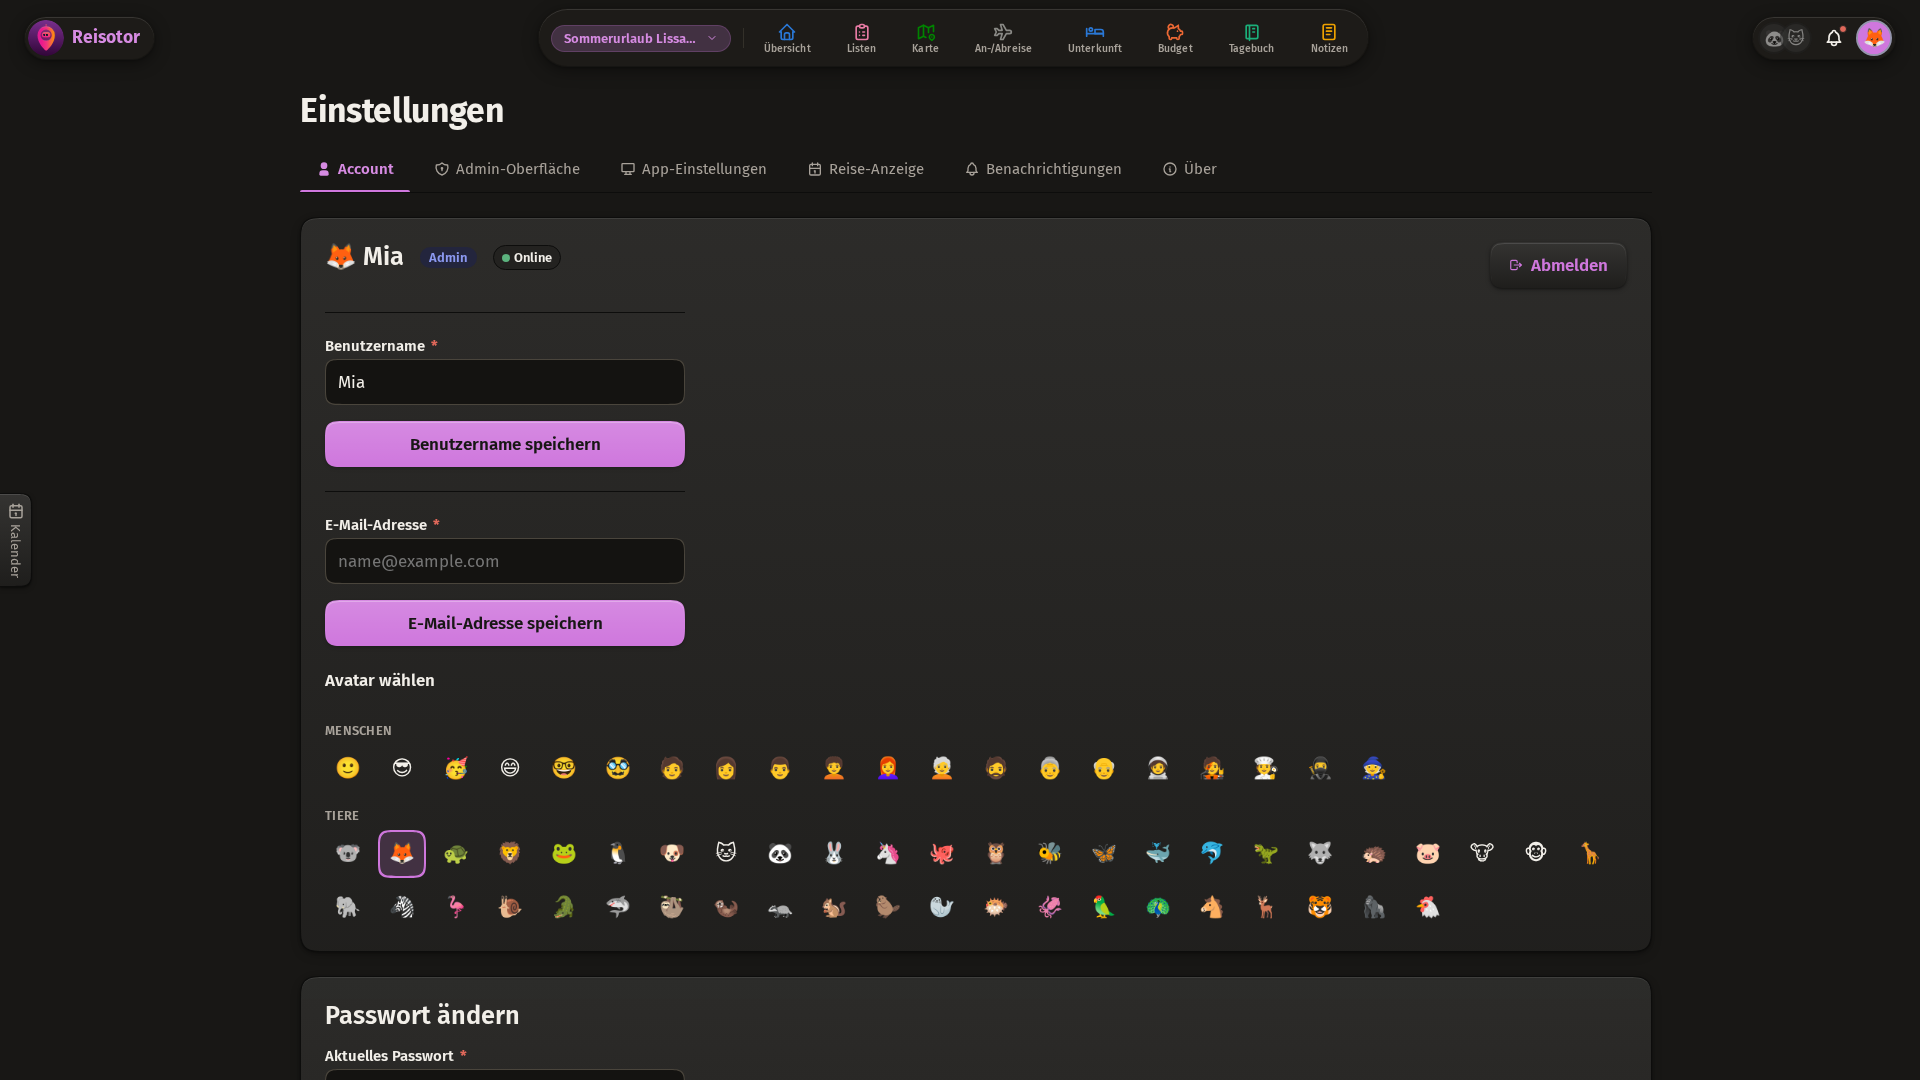 Reisotor
Sommerurlaub Lissa...
Übersicht
Listen
Karte
An-/Abreise
Unterkunft
Budget
Tagebuch
Notizen
Einstellungen
Account
Admin-Oberfläche
App-Einstellungen
Reise-Anzeige
Benachrichtigungen
Über
Mia
Admin
Online
Abmelden
Benutzername *
Mia
Benutzername speichern
E-Mail-Adresse *
name@example.com
E-Mail-Adresse speichern
Kalender
Avatar wählen
MENSCHEN
TIERE
Passwort ändern
Aktuelles Passwort *